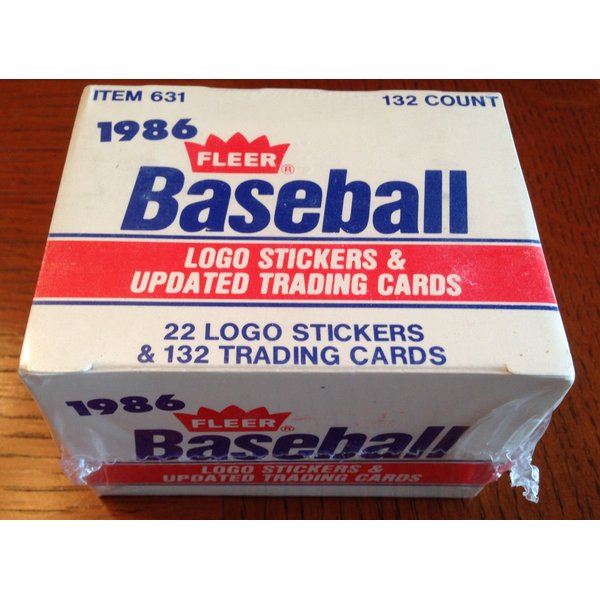 ITEM 631
132 COUNT
1986
FLEER®
Baseball
LOGO STICKERS &
UPDATED TRADING CARDS
22 LOGO STICKERS
& 132 TRADING CARDS
1986
FLEER®
Baseball
LOGO STICKERS &
UPDATED TRADING CARDS